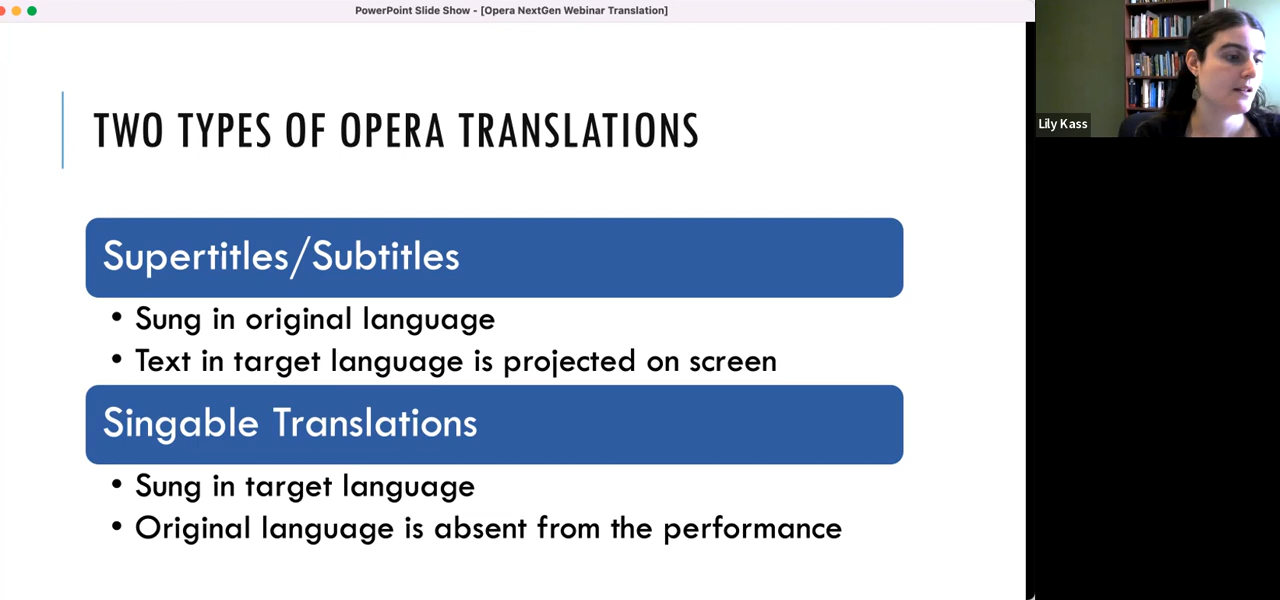 PowerPoint Slide Show - [Opera NextGen Webinar Translation]
TWO TYPES OF OPERA TRANSLATIONS
Supertitles/Subtitles
• Sung in original language
• Text in target language is projected on screen
Singable Translations
• Sung in target language
• Original language is absent from the performance
Lily Kass